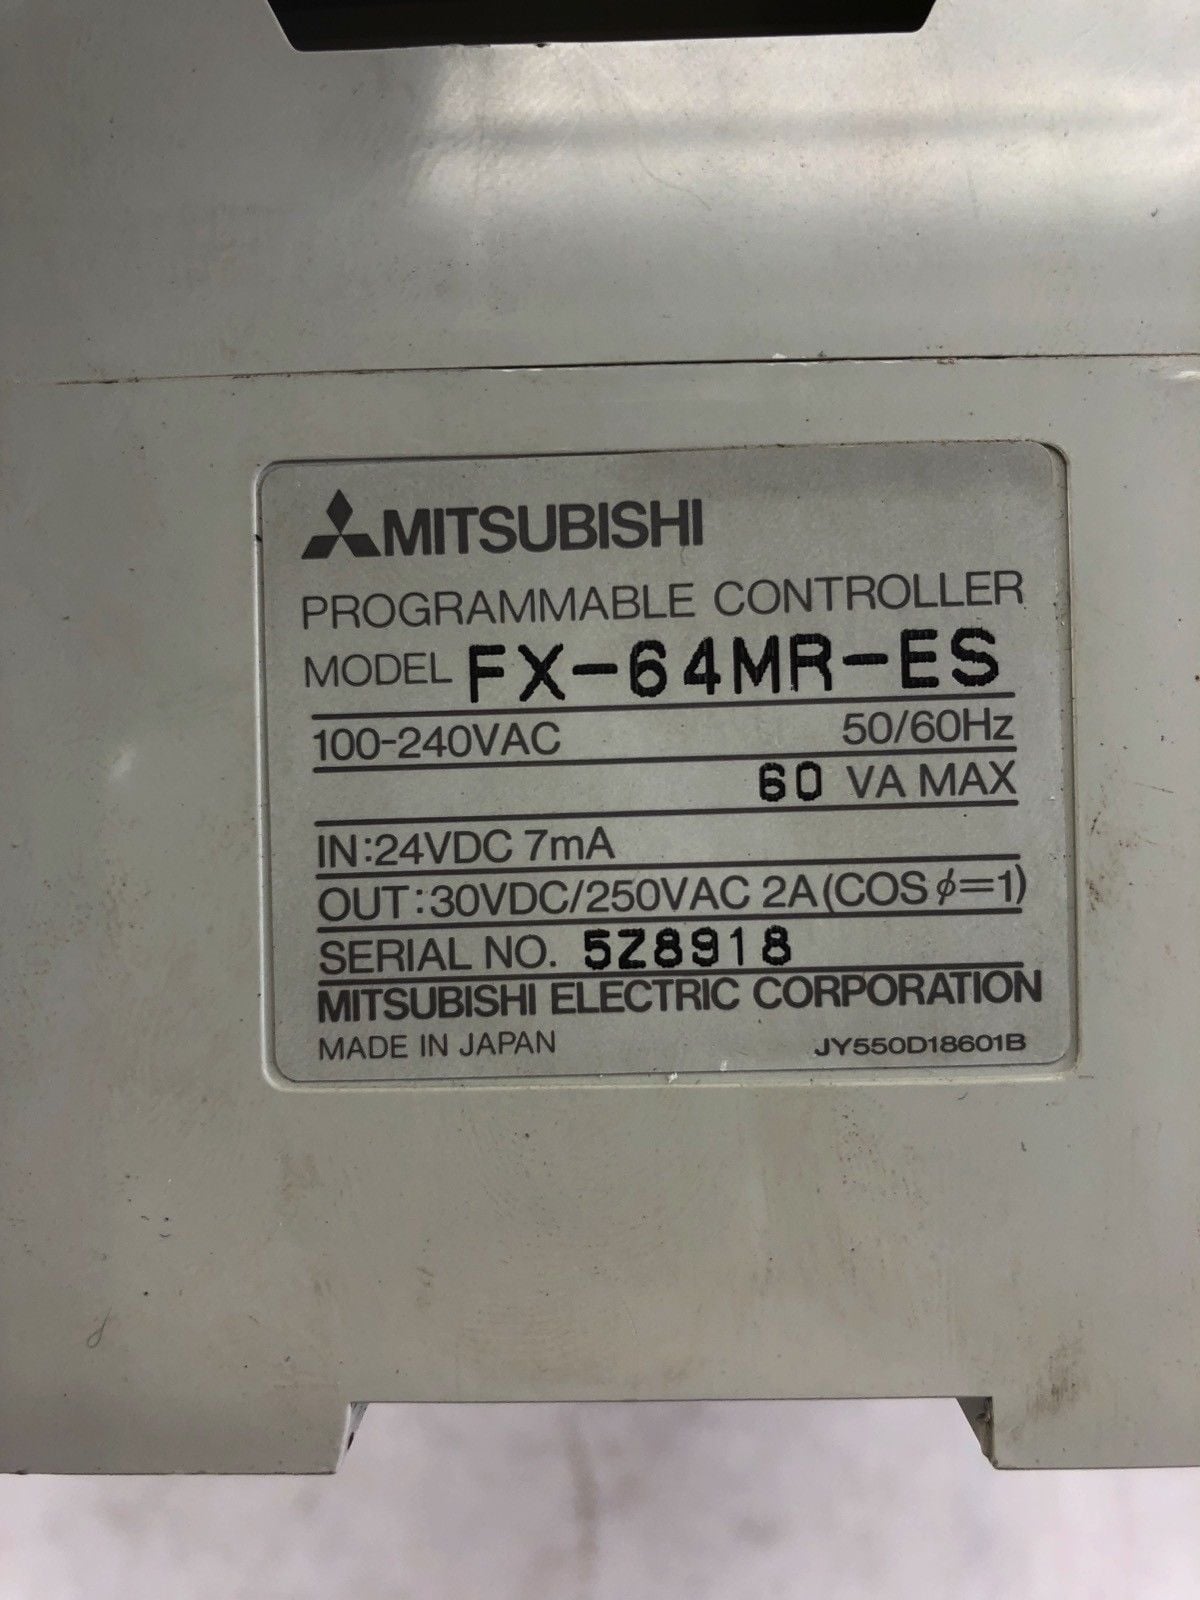 MITSUBISHI
PROGRAMMABLE CONTROLLER
MODEL FX-64MR-ES
100-240VAC 50/60Hz
60 VA MAX
IN:24VDC 7mA
OUT:30VDC/250VAC 2A(COSϕ=1)
SERIAL NO. 5Z8918
MITSUBISHI ELECTRIC CORPORATION
MADE IN JAPAN JY550D18601B